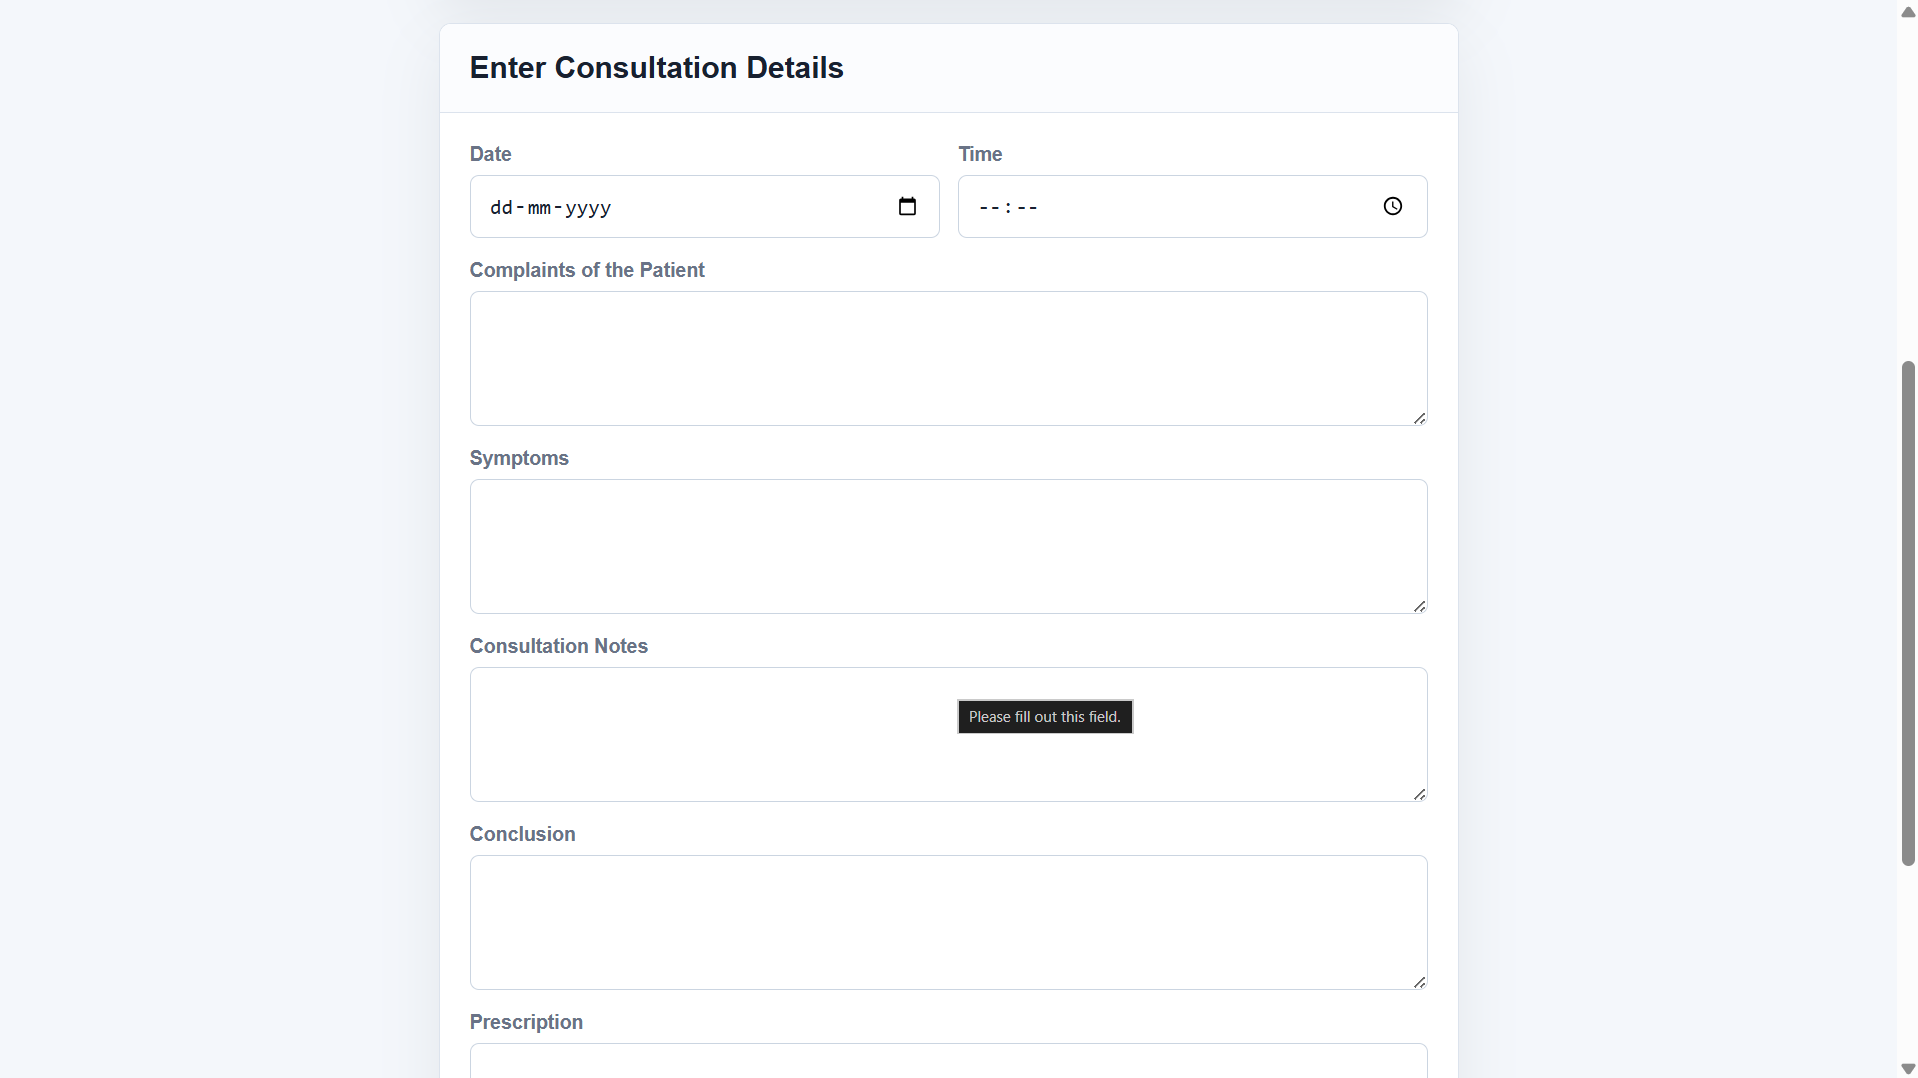 Enter Consultation Details
Date
Time
dd-mm-yyyy
--:--
Complaints of the Patient
Symptoms
Consultation Notes
Please fill out this field.
Conclusion
Prescription